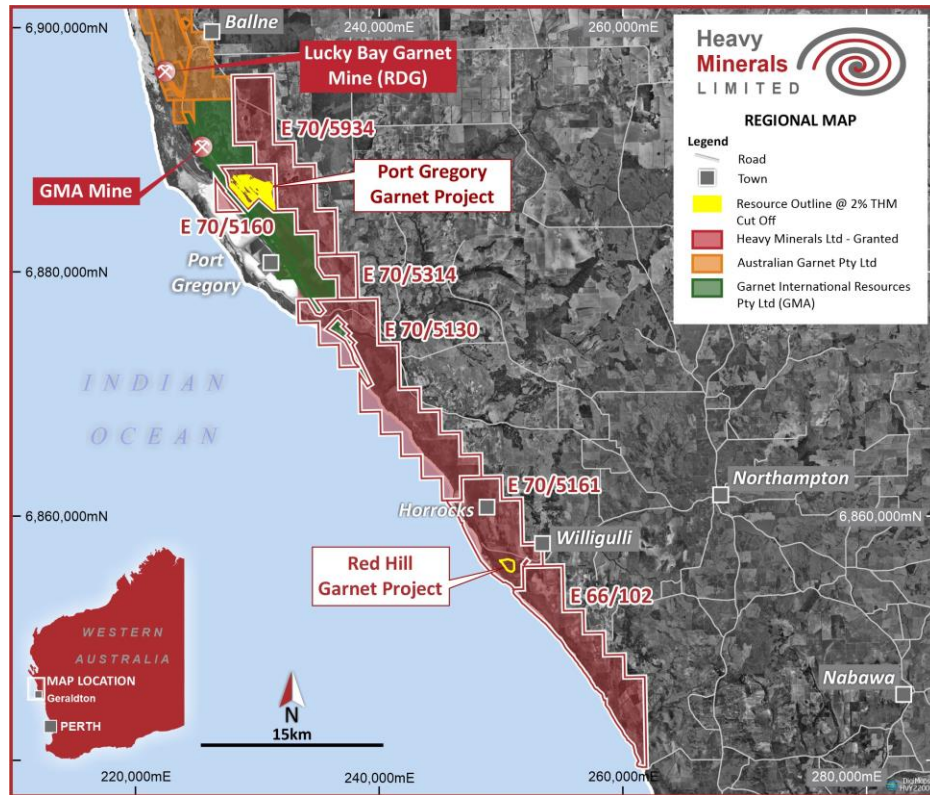 6,900,000mN
Ballne
240,000mE
260,000mE
Lucky Bay Garnet
Mine (RDG)
Heavy
Minerals
LIMITED
REGIONAL MAP
Legend
Road
Town
Resource Outline @ 2% THM
Cut Off
Heavy Minerals Ltd - Granted
Australian Garnet Pty Ltd
Garnet International Resources
Pty Ltd (GMA)
E 70/5934
GMA Mine
Port Gregory
Garnet Project
E 70/5160
6,880,000mN
Port
Gregory
E 70/5314
E 70/5130
INDIAN
OCEAN
E 70/5161
Northampton
Horrocks
6,860,000mN
6,860,000mN
Willigulli
Red Hill
Garnet Project
E 66/102
WESTERN
AUSTRALIA
MAP LOCATION
Geraldton
PERTH
N
15km
Nabawa
220,000mE
240,000mE
260,000mE
280,000mE